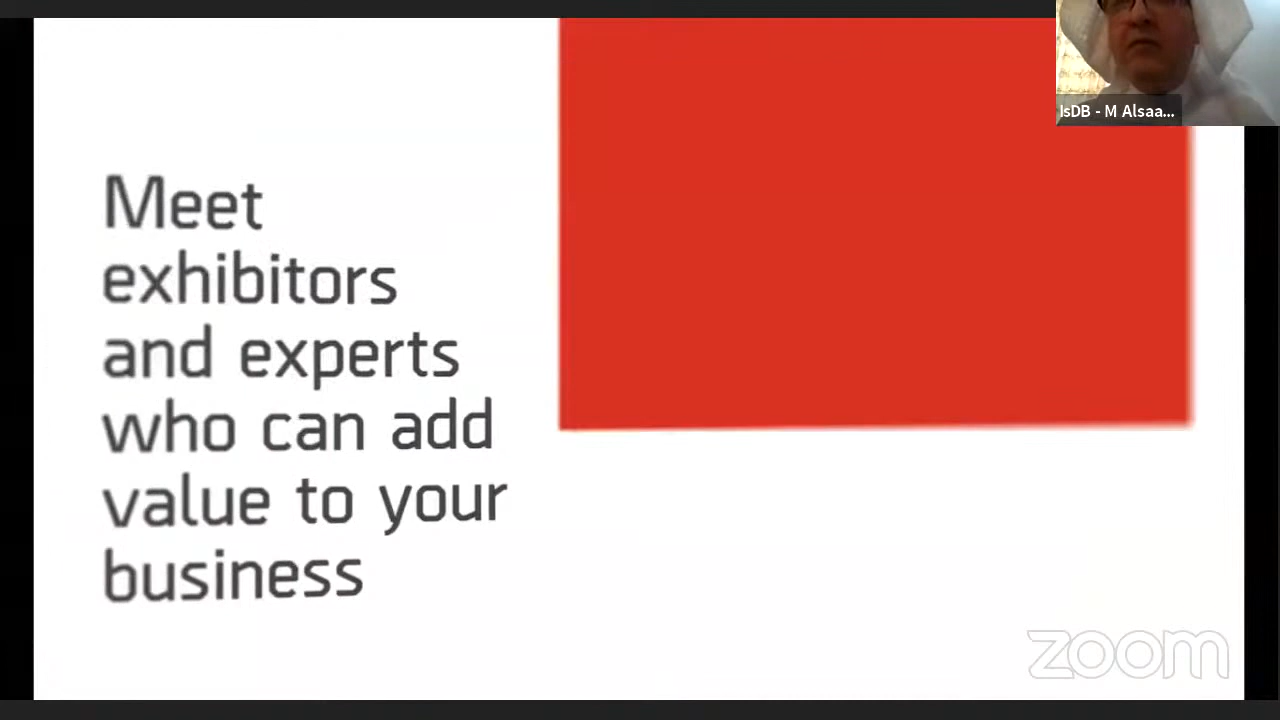 IsDB - M Alsaa...
Meet
exhibitors
and experts
who can add
value to your
business
zoom